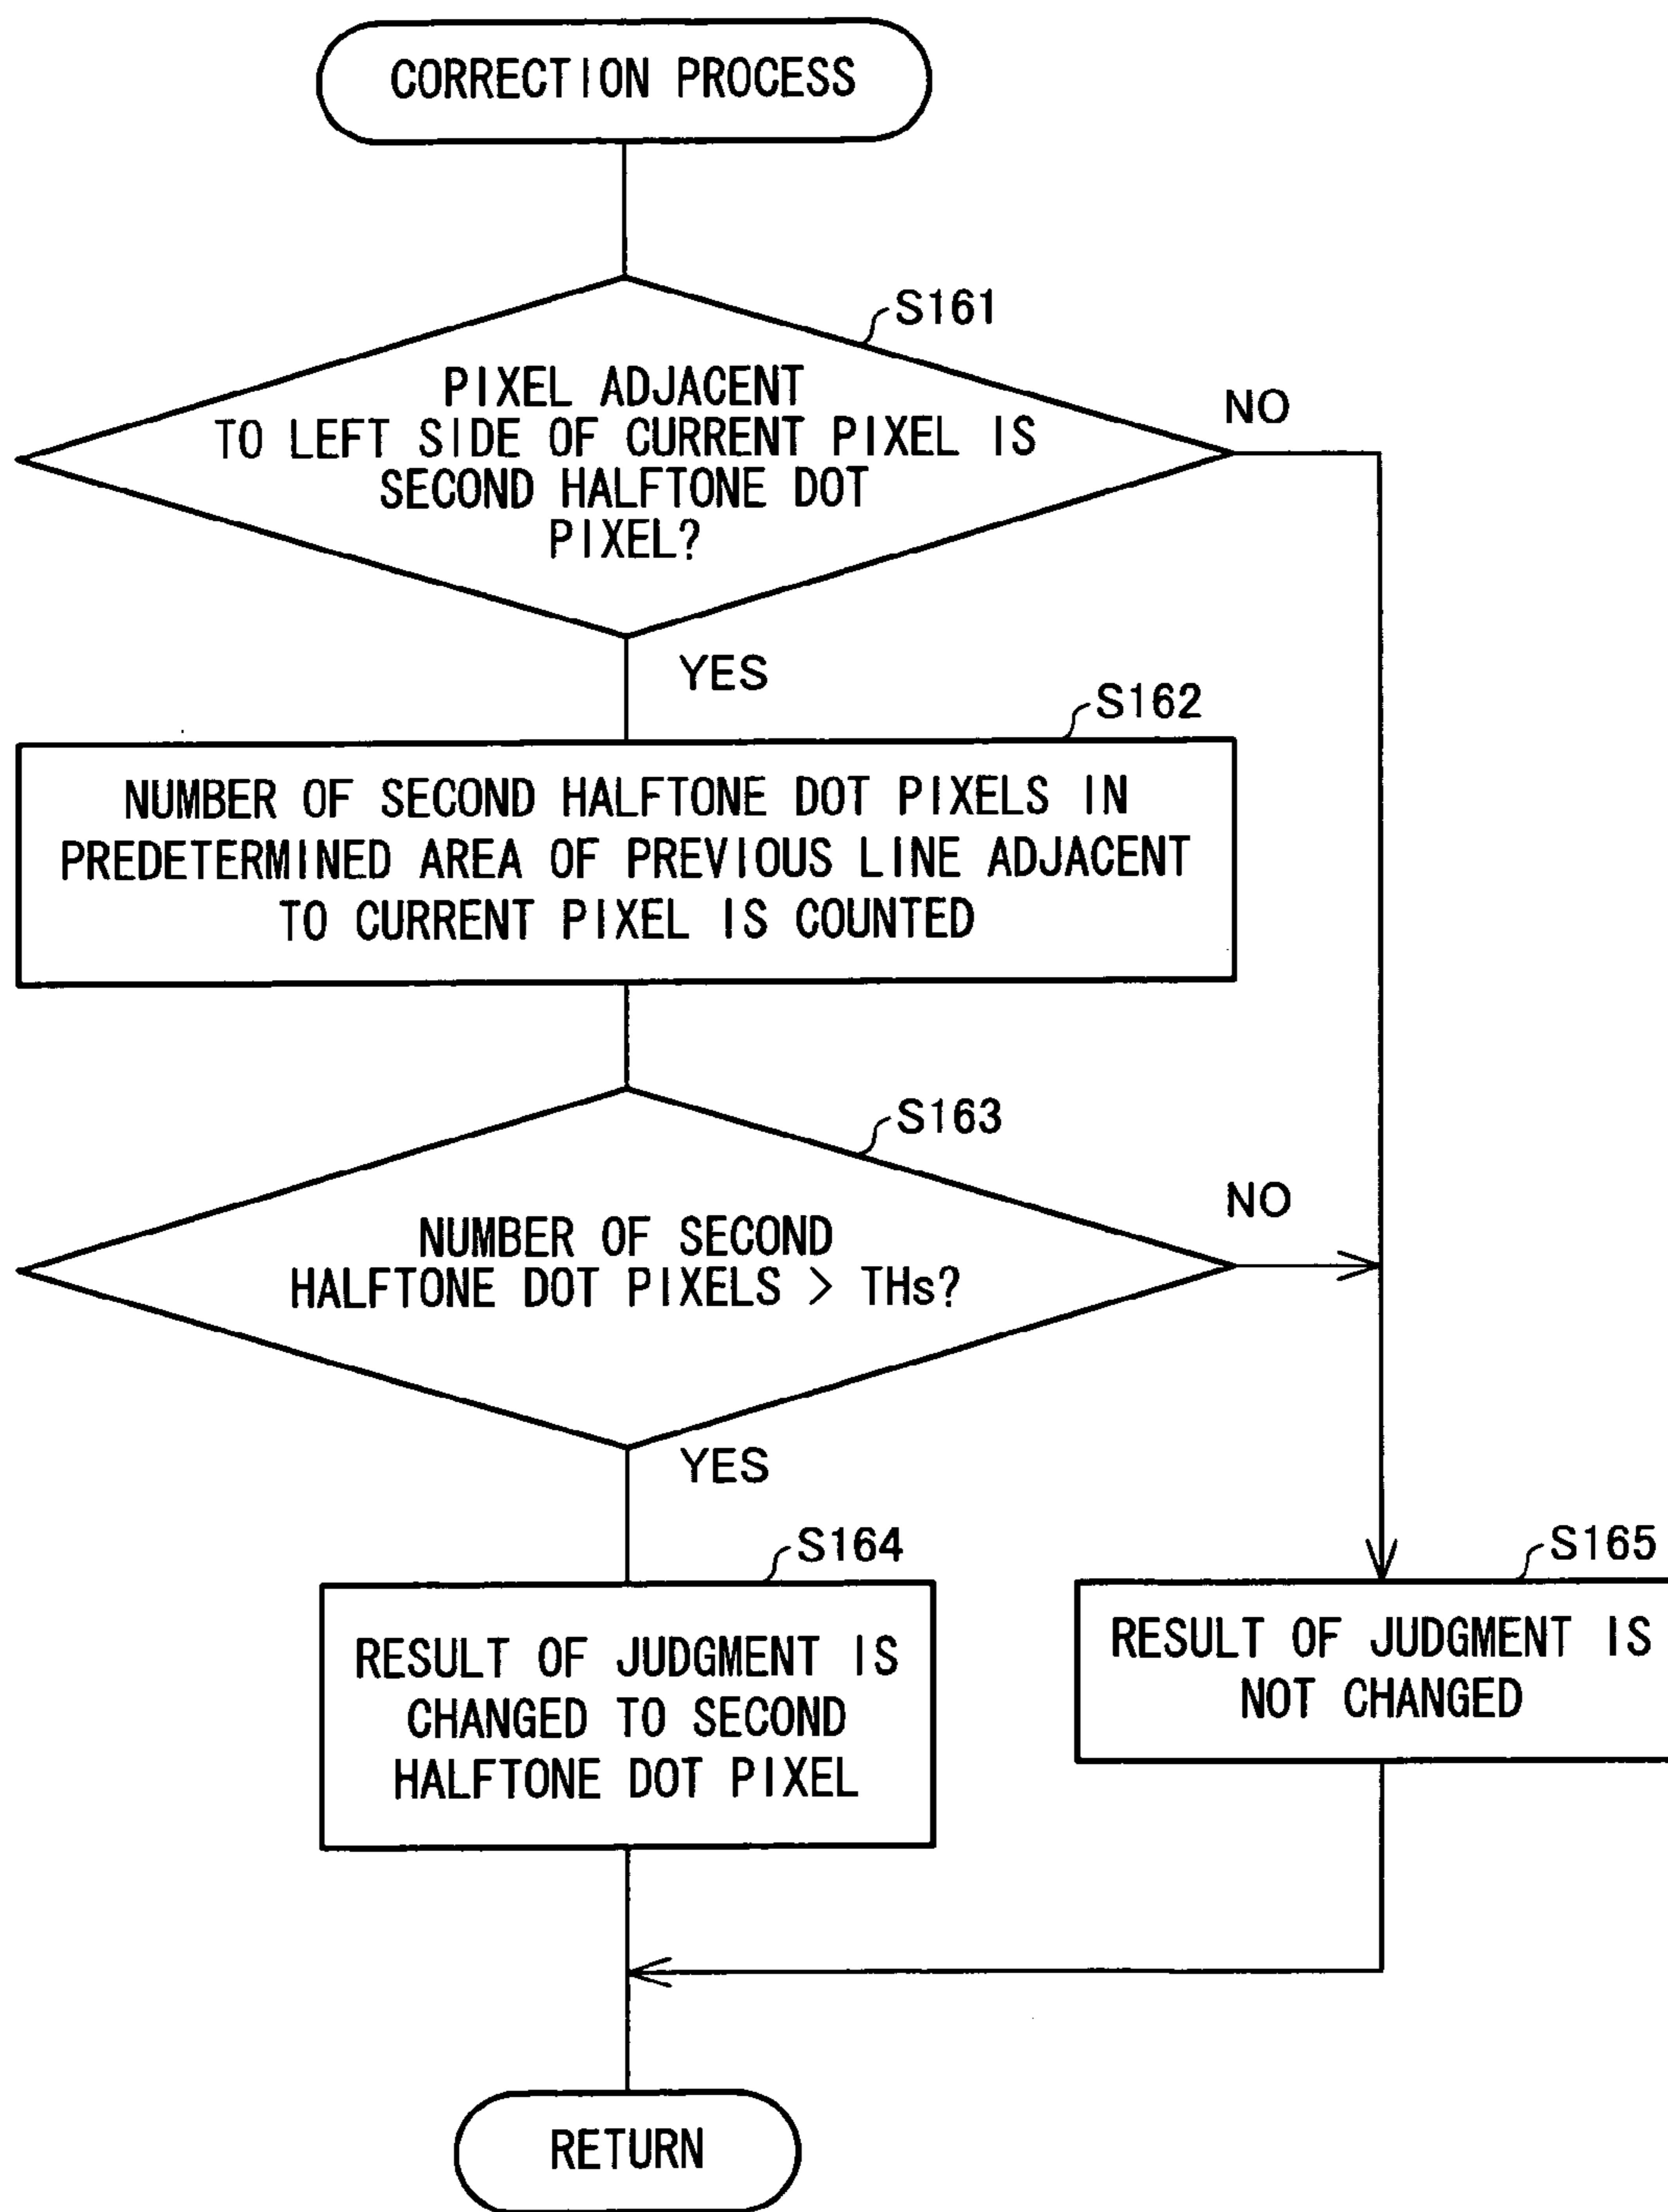 CORRECTION PROCESS
S161
PIXEL ADJACENT
TO LEFT SIDE OF CURRENT PIXEL IS
SECOND HALFTONE DOT
PIXEL?
NO
YES
S162
NUMBER OF SECOND HALFTONE DOT PIXELS IN
PREDETERMINED AREA OF PREVIOUS LINE ADJACENT
TO CURRENT PIXEL IS COUNTED
S163
NUMBER OF SECOND
HALFTONE DOT PIXELS > THs?
NO
YES
S164
RESULT OF JUDGMENT IS
CHANGED TO SECOND
HALFTONE DOT PIXEL
S165
RESULT OF JUDGMENT IS
NOT CHANGED
RETURN